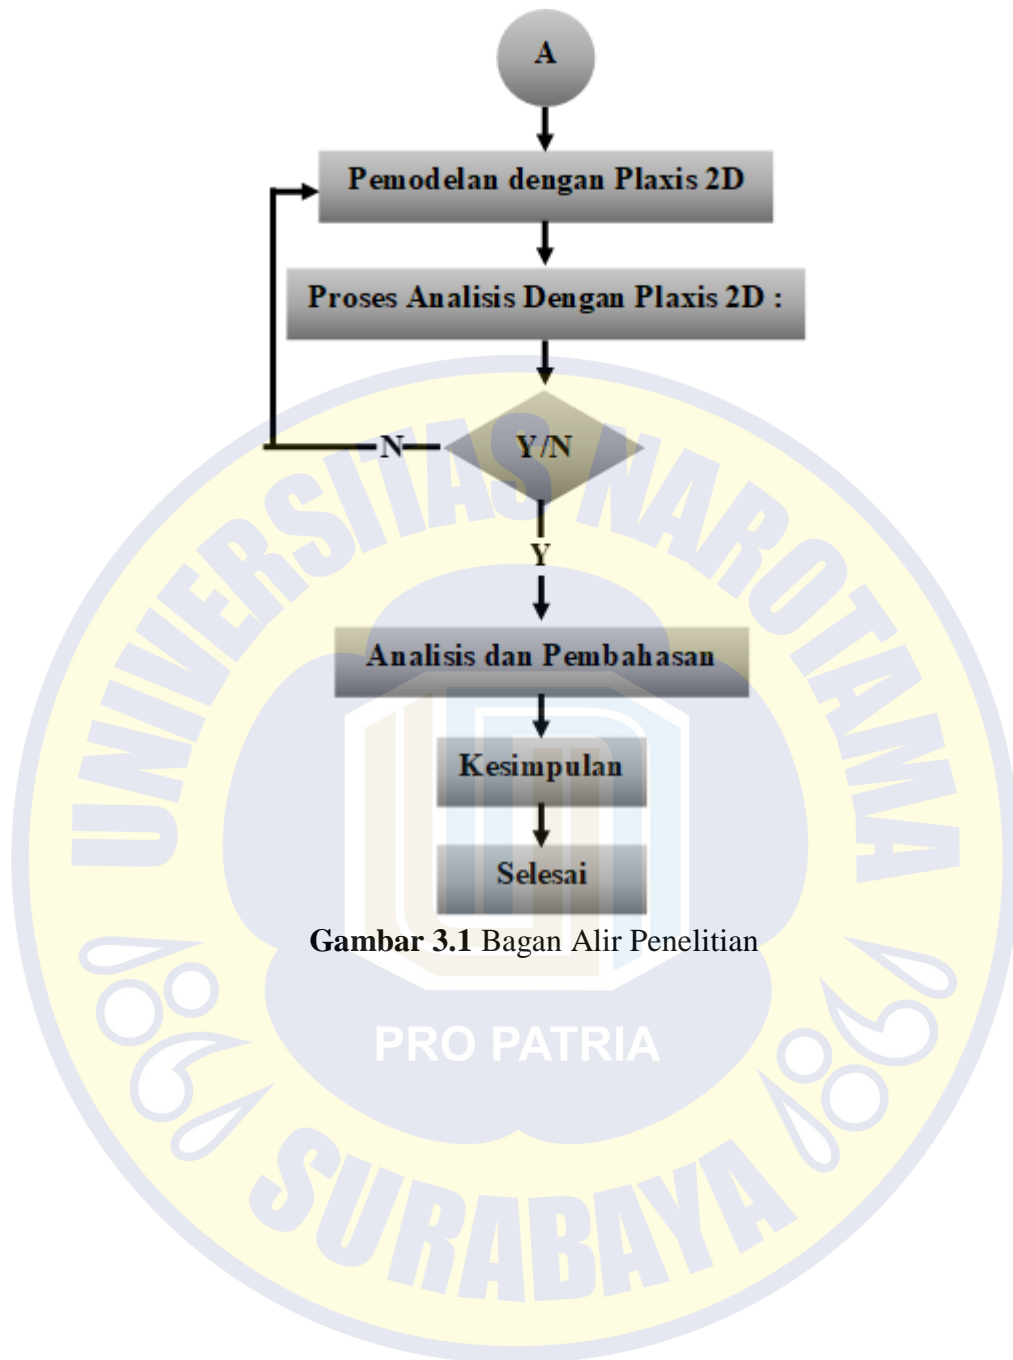 A
Pemodelan dengan Plaxis 2D
Proses Analisis Dengan Plaxis 2D :
N
Y/N
Y
Analisis dan Pembahasan
Kesimpulan
Selesai
Gambar 3.1 Bagan Alir Penelitian
UNIVERSITAS NAROTAMA
PRO PATRIA
SURABAYA